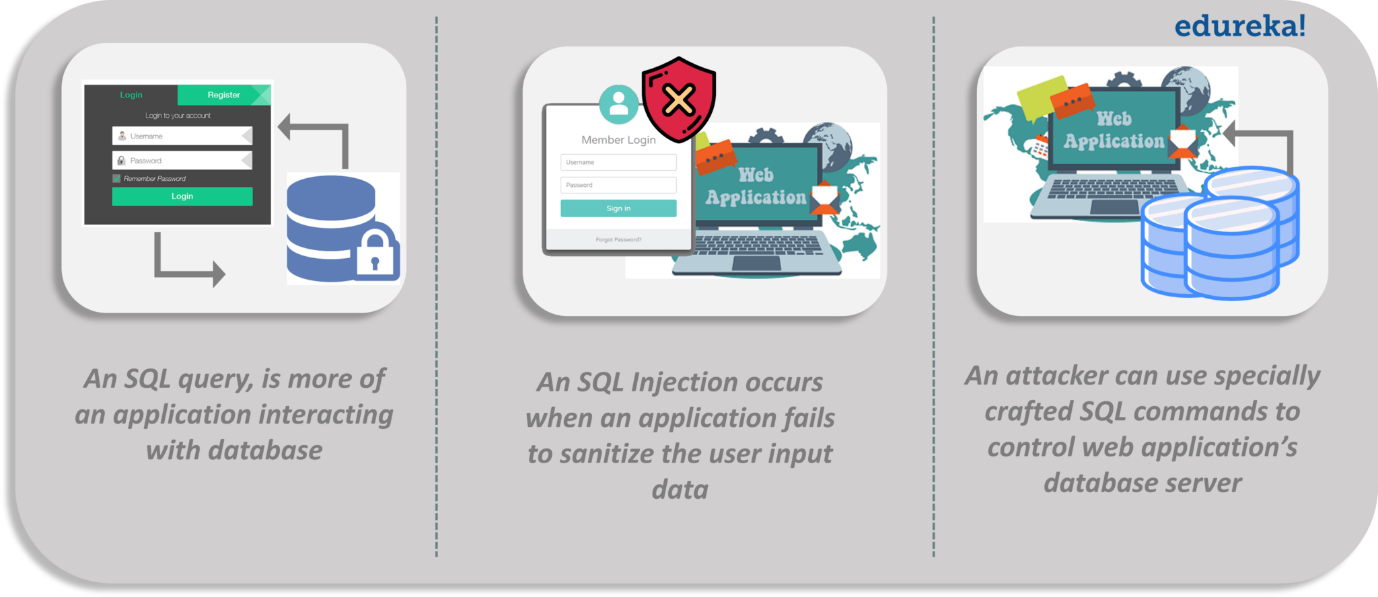 edureka!
Login
Register
Login to your account
Username
Password
Remember Password
Login
Member Login
Username
Password
Sign in
Forgot Password?
Web
Application
Web
Application
An SQL query, is more of
an application interacting
with database
An SQL Injection occurs
when an application fails
to sanitize the user input
data
An attacker can use specially
crafted SQL commands to
control web application's
database server